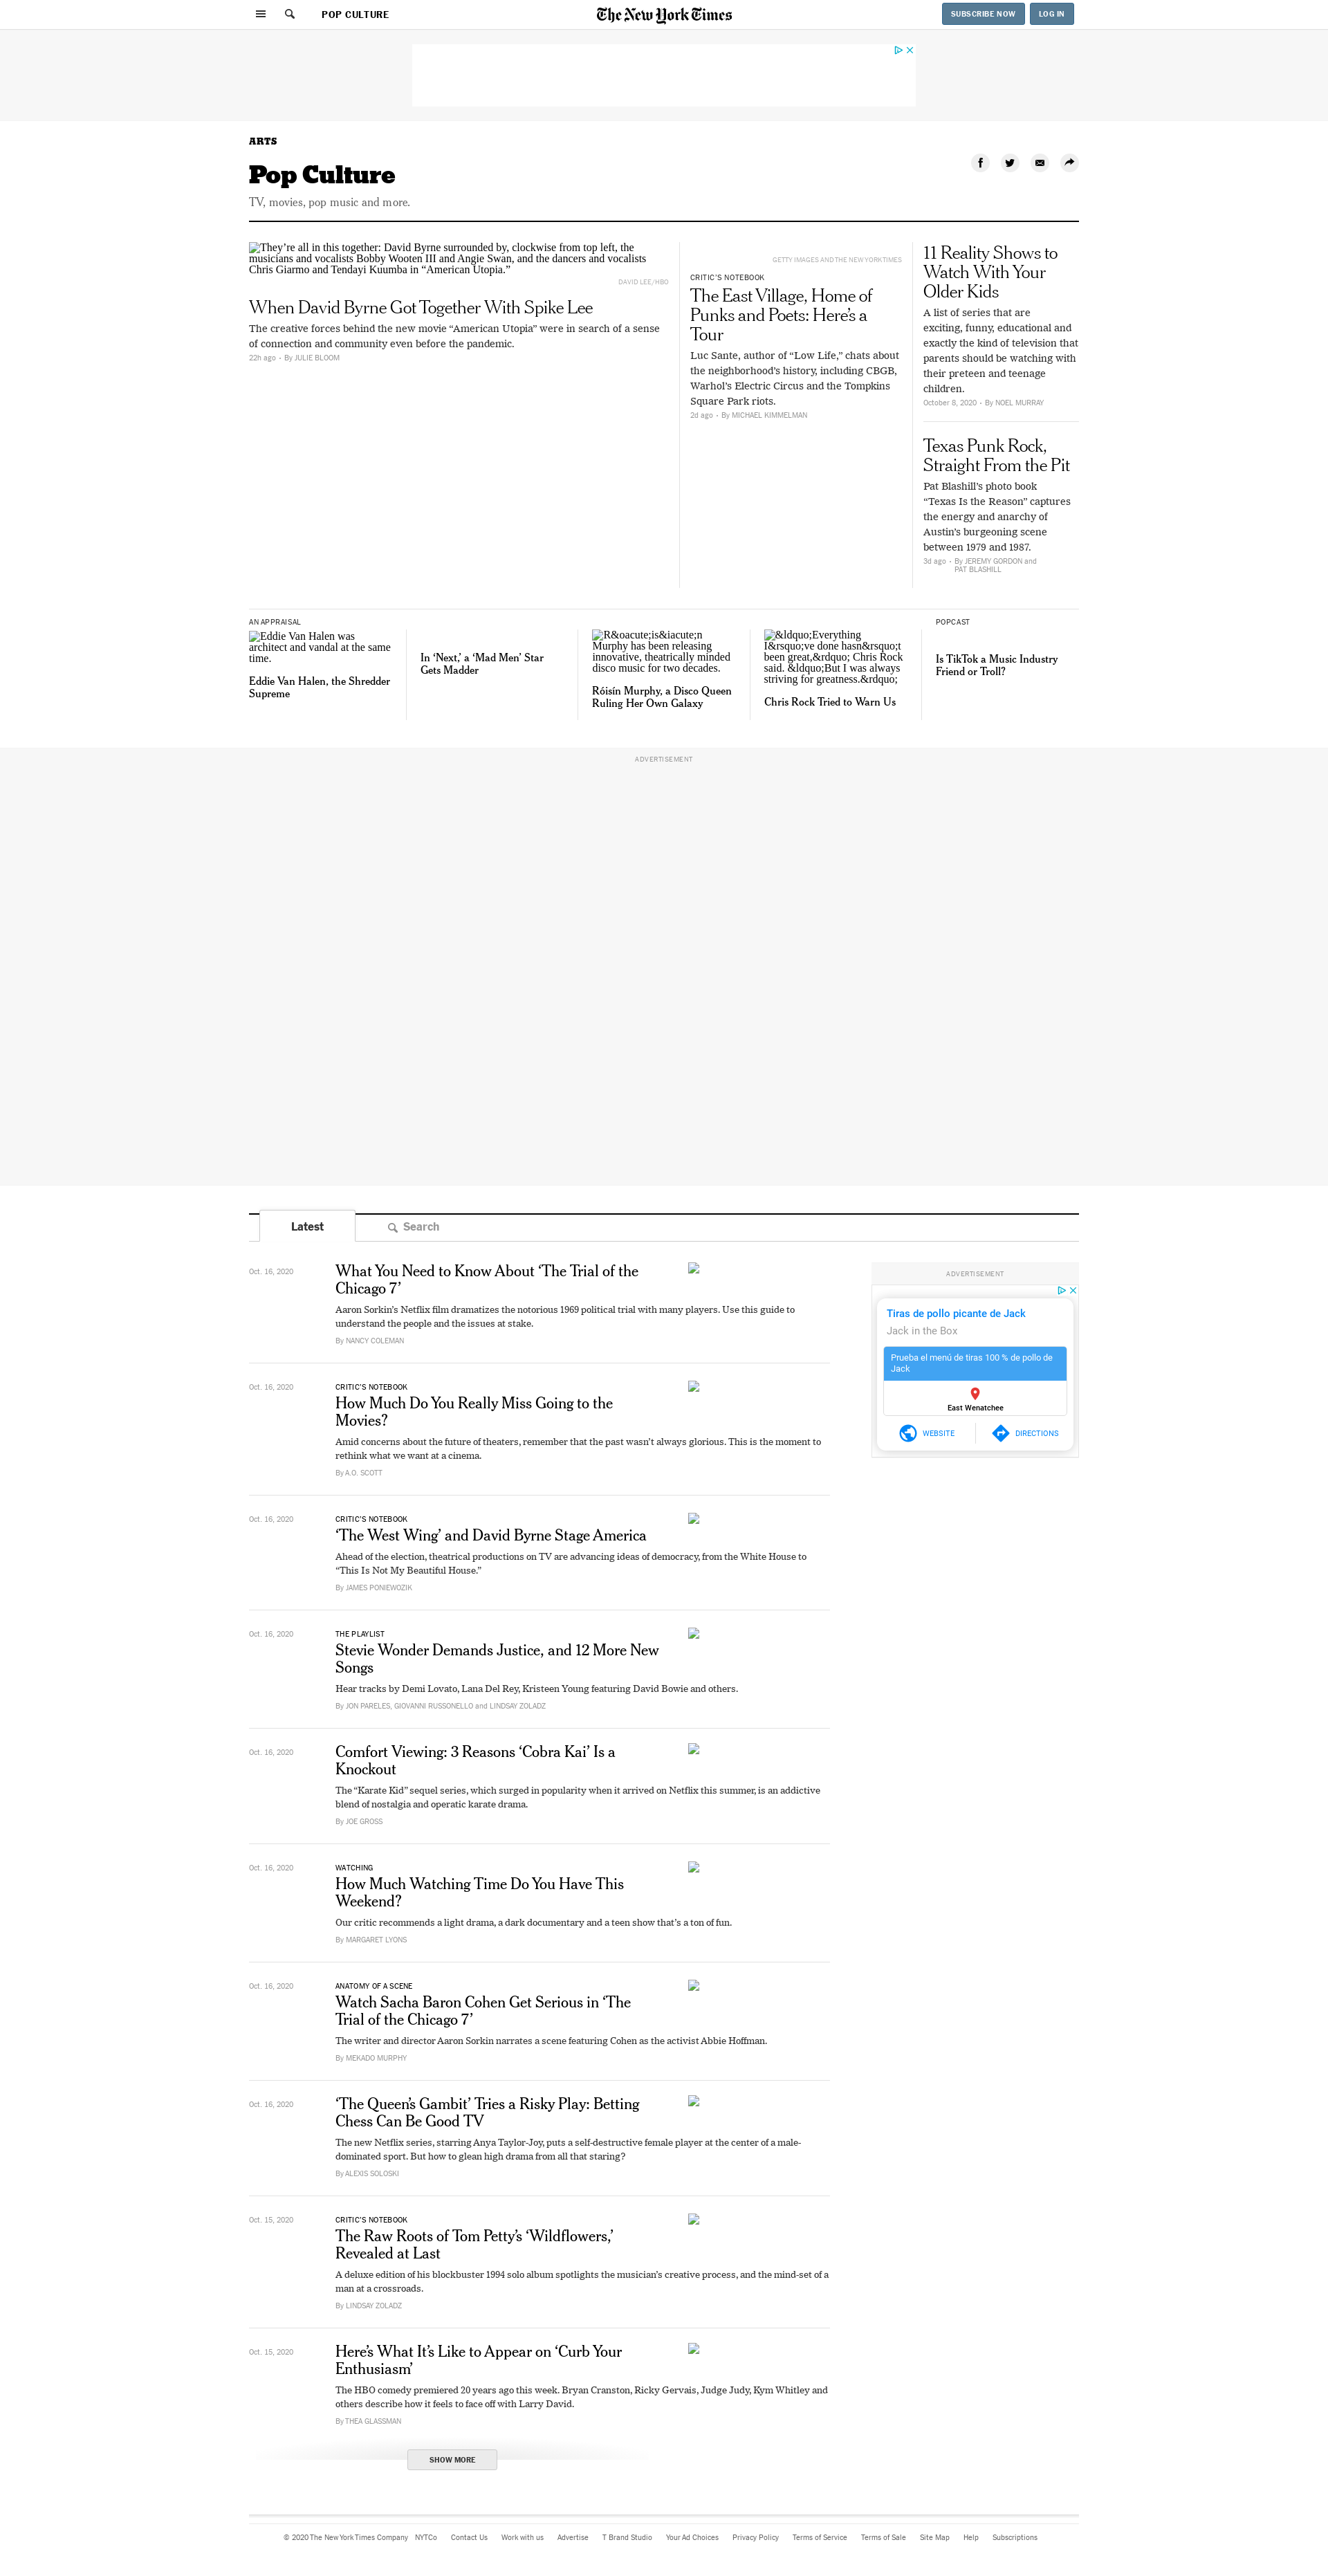 POP CULTURE
The New York Times
SUBSCRIBE NOW
LOG IN
ARTS
Pop Culture
TV, movies, pop music and more.
They’re all in this together: David Byrne surrounded by, clockwise from top left, the
musicians and vocalists Bobby Wooten III and Angie Swan, and the dancers and vocalists
Chris Giarmo and Tendayi Kuumba in “American Utopia.”
DAVID LEE/HBO
When David Byrne Got Together With Spike Lee
The creative forces behind the new movie “American Utopia” were in search of a sense
of connection and community even before the pandemic.
22h ago • By JULIE BLOOM
GETTY IMAGES AND THE NEW YORK TIMES
CRITIC’S NOTEBOOK
The East Village, Home of
Punks and Poets: Here’s a
Tour
Luc Sante, author of “Low Life,” chats about
the neighborhood’s history, including CBGB,
Warhol’s Electric Circus and the Tompkins
Square Park riots.
2d ago • By MICHAEL KIMMELMAN
11 Reality Shows to
Watch With Your
Older Kids
A list of series that are
exciting, funny, educational and
exactly the kind of television that
parents should be watching with
their preteen and teenage
children.
October 8, 2020 • By NOEL MURRAY
Texas Punk Rock,
Straight From the Pit
Pat Blashill’s photo book
“Texas Is the Reason” captures
the energy and anarchy of
Austin’s burgeoning scene
between 1979 and 1987.
3d ago • By JEREMY GORDON and
PAT BLASHILL
AN APPRAISAL
Eddie Van Halen was
architect and vandal at the same
time.
Eddie Van Halen, the Shredder
Supreme
In ‘Next,’ a ‘Mad Men’ Star
Gets Madder
R&oacute;is&iacute;n
Murphy has been releasing
innovative, theatrically minded
disco music for two decades.
Róisín Murphy, a Disco Queen
Ruling Her Own Galaxy
&ldquo;Everything
I&rsquo;ve done hasn&rsquo;t
been great,&rdquo; Chris Rock
said. &ldquo;But I was always
striving for greatness.&rdquo;
Chris Rock Tried to Warn Us
POPCAST
Is TikTok a Music Industry
Friend or Troll?
ADVERTISEMENT
Latest
Search
Oct. 16, 2020
What You Need to Know About ‘The Trial of the
Chicago 7’
Aaron Sorkin’s Netflix film dramatizes the notorious 1969 political trial with many players. Use this guide to
understand the people and the issues at stake.
By NANCY COLEMAN
Oct. 16, 2020
CRITIC’S NOTEBOOK
How Much Do You Really Miss Going to the
Movies?
Amid concerns about the future of theaters, remember that the past wasn’t always glorious. This is the moment to
rethink what we want at a cinema.
By A.O. SCOTT
Oct. 16, 2020
CRITIC’S NOTEBOOK
‘The West Wing’ and David Byrne Stage America
Ahead of the election, theatrical productions on TV are advancing ideas of democracy, from the White House to
“This Is Not My Beautiful House.”
By JAMES PONIEWOZIK
Oct. 16, 2020
THE PLAYLIST
Stevie Wonder Demands Justice, and 12 More New
Songs
Hear tracks by Demi Lovato, Lana Del Rey, Kristeen Young featuring David Bowie and others.
By JON PARELES, GIOVANNI RUSSONELLO and LINDSAY ZOLADZ
Oct. 16, 2020
Comfort Viewing: 3 Reasons ‘Cobra Kai’ Is a
Knockout
The “Karate Kid” sequel series, which surged in popularity when it arrived on Netflix this summer, is an addictive
blend of nostalgia and operatic karate drama.
By JOE GROSS
Oct. 16, 2020
WATCHING
How Much Watching Time Do You Have This
Weekend?
Our critic recommends a light drama, a dark documentary and a teen show that’s a ton of fun.
By MARGARET LYONS
Oct. 16, 2020
ANATOMY OF A SCENE
Watch Sacha Baron Cohen Get Serious in ‘The
Trial of the Chicago 7’
The writer and director Aaron Sorkin narrates a scene featuring Cohen as the activist Abbie Hoffman.
By MEKADO MURPHY
Oct. 16, 2020
‘The Queen’s Gambit’ Tries a Risky Play: Betting
Chess Can Be Good TV
The new Netflix series, starring Anya Taylor-Joy, puts a self-destructive female player at the center of a male-
dominated sport. But how to glean high drama from all that staring?
By ALEXIS SOLOSKI
Oct. 15, 2020
CRITIC’S NOTEBOOK
The Raw Roots of Tom Petty’s ‘Wildflowers,’
Revealed at Last
A deluxe edition of his blockbuster 1994 solo album spotlights the musician’s creative process, and the mind-set of a
man at a crossroads.
By LINDSAY ZOLADZ
Oct. 15, 2020
Here’s What It’s Like to Appear on ‘Curb Your
Enthusiasm’
The HBO comedy premiered 20 years ago this week. Bryan Cranston, Ricky Gervais, Judge Judy, Kym Whitley and
others describe how it feels to face off with Larry David.
By THEA GLASSMAN
SHOW MORE
ADVERTISEMENT
Tiras de pollo picante de Jack
Jack in the Box
Prueba el menú de tiras 100 % de pollo de
Jack
East Wenatchee
WEBSITE
DIRECTIONS
© 2020 The New York Times Company NYTCo Contact Us Work with us Advertise T Brand Studio Your Ad Choices Privacy Policy Terms of Service Terms of Sale Site Map Help Subscriptions